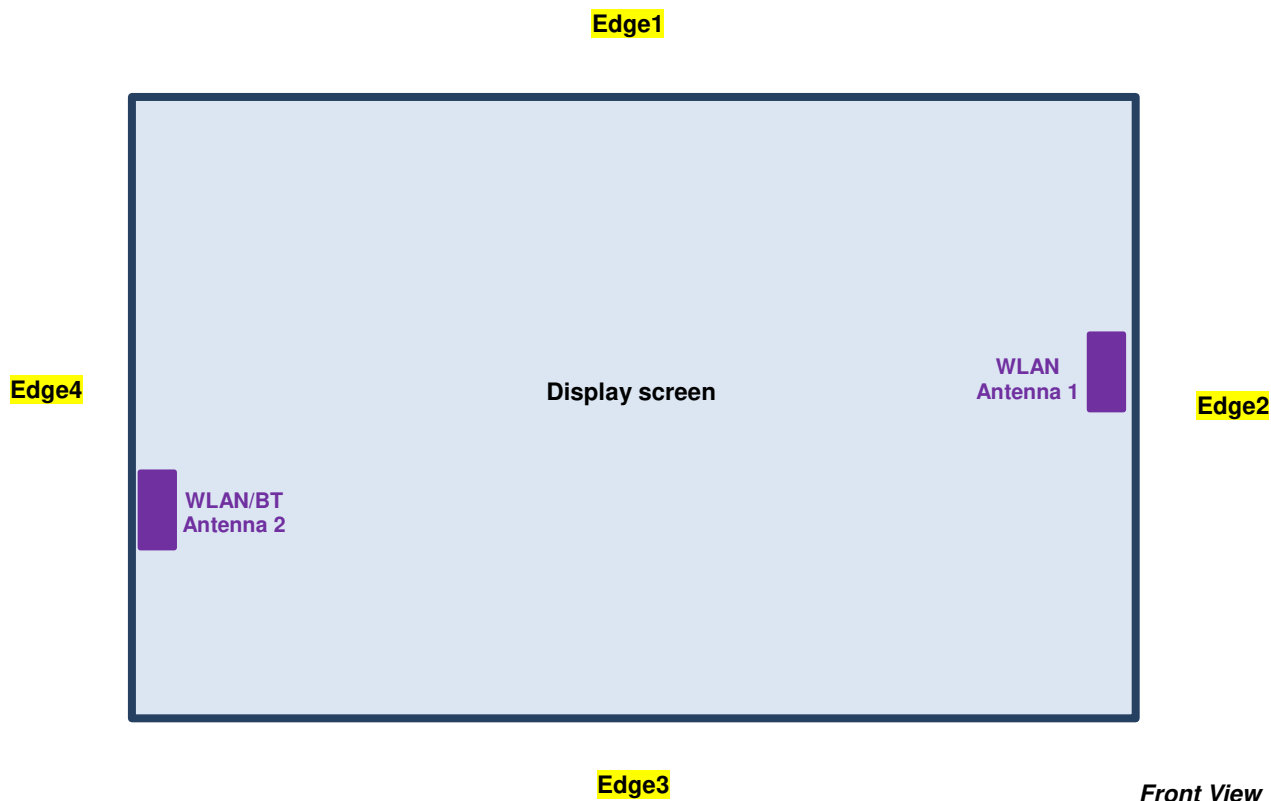 Edge1
WLAN
Antenna 1
Edge4
Display screen
Edge2
WLAN/BT
Antenna 2
Edge3
Front View